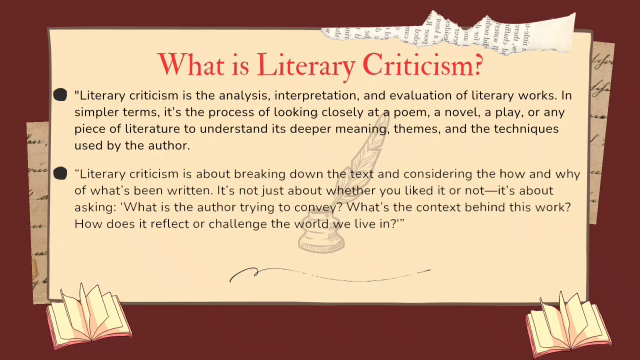 What is Literary Criticism?
"Literary criticism is the analysis, interpretation, and evaluation of literary works. In
simpler terms, it's the process of looking closely at a poem, a novel, a play, or any
piece of literature to understand its deeper meaning, themes, and the techniques
used by the author.
"Literary criticism is about breaking down the text and considering the how and why
of what's been written. It's not just about whether you liked it or not—it's about
asking: 'What is the author trying to convey? What's the context behind this work?
How does it reflect or challenge the world we live in?'"